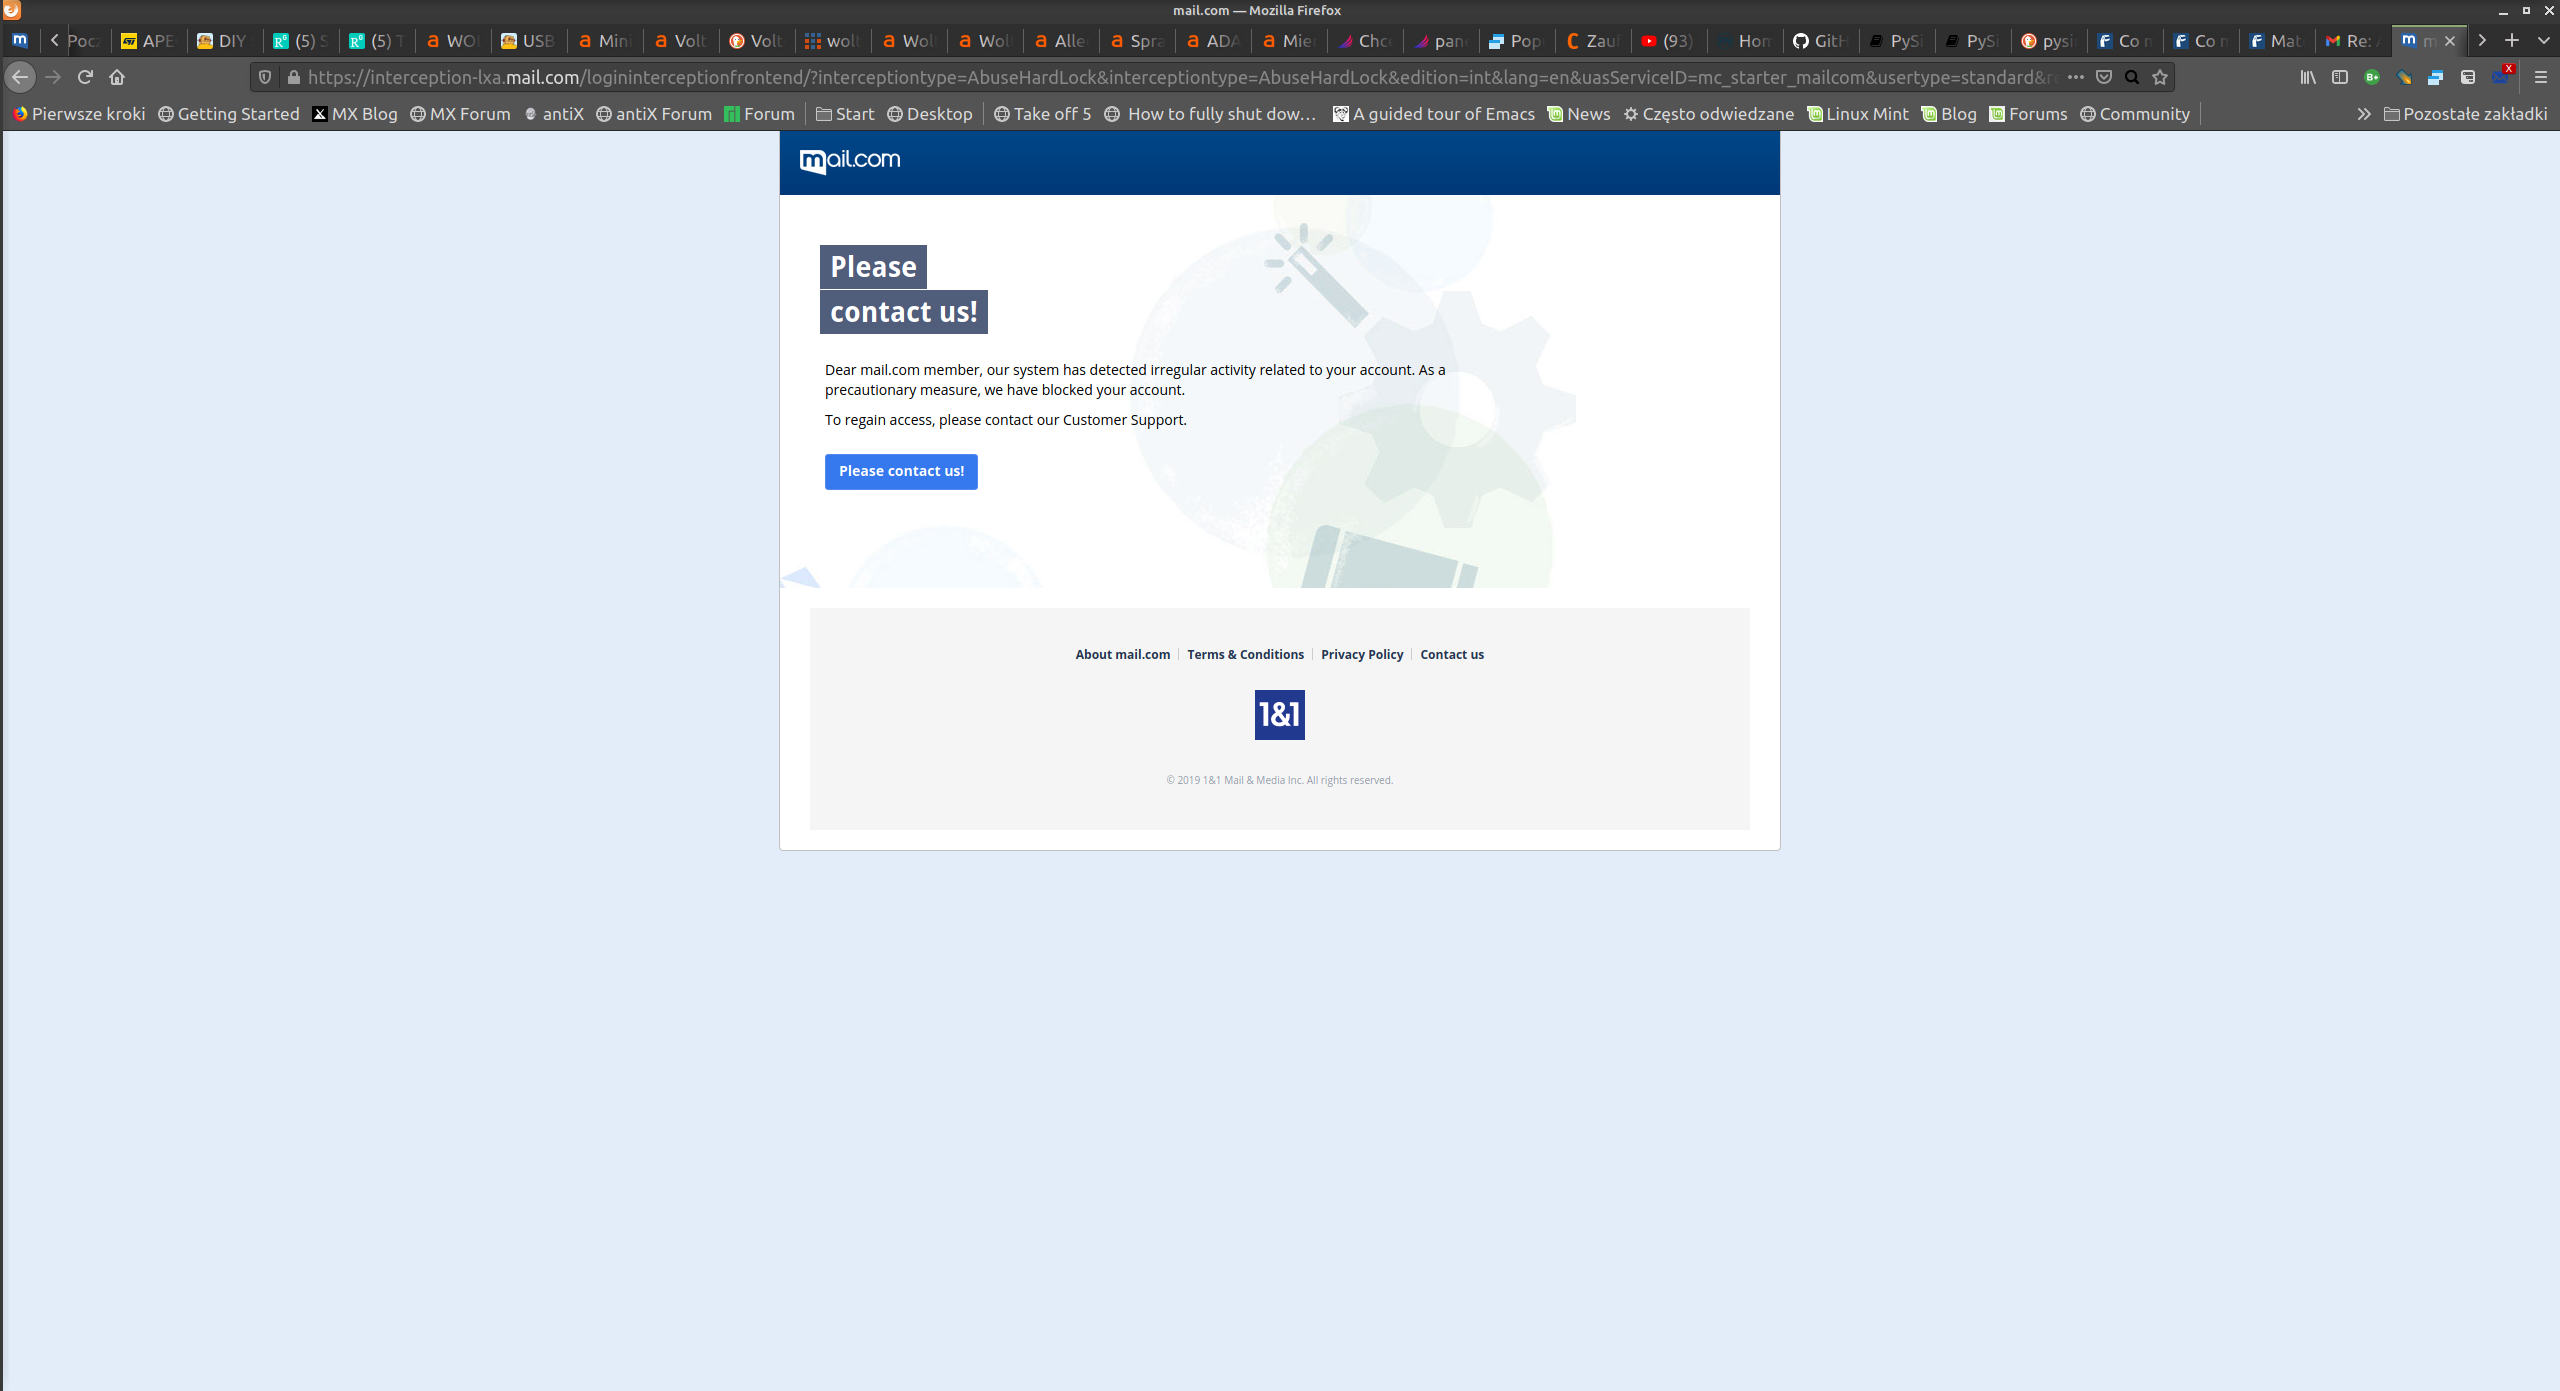 mail.com — Mozilla Firefox
Poc APE DIY (5) S (5) T WO USB Min Volt Volt wolt Wol Wol Alle Spra ADA Mie Chc pan Pop Zau (93) Hom GitH PySi PySi pysi Co Co Mat Re: m
https://interception-lxa.mail.com/logininterceptionfrontend/?interceptiontype=AbuseHardLock&interceptiontype=AbuseHardLock&edition=int&lang=en&uasServiceID=mc_starter_mailcom&usertype=standard&
Pierwsze kroki Getting Started MX Blog MX Forum antiX antiX Forum Forum Start Desktop Take off 5 How to fully shut dow… A guided tour of Emacs News Często odwiedzane Linux Mint Blog Forums Community Pozostałe zakładki
mail.com
Please
contact us!
Dear mail.com member, our system has detected irregular activity related to your account. As a
precautionary measure, we have blocked your account.
To regain access, please contact our Customer Support.
Please contact us!
About mail.com Terms & Conditions Privacy Policy Contact us
1&1
© 2019 1&1 Mail & Media Inc. All rights reserved.